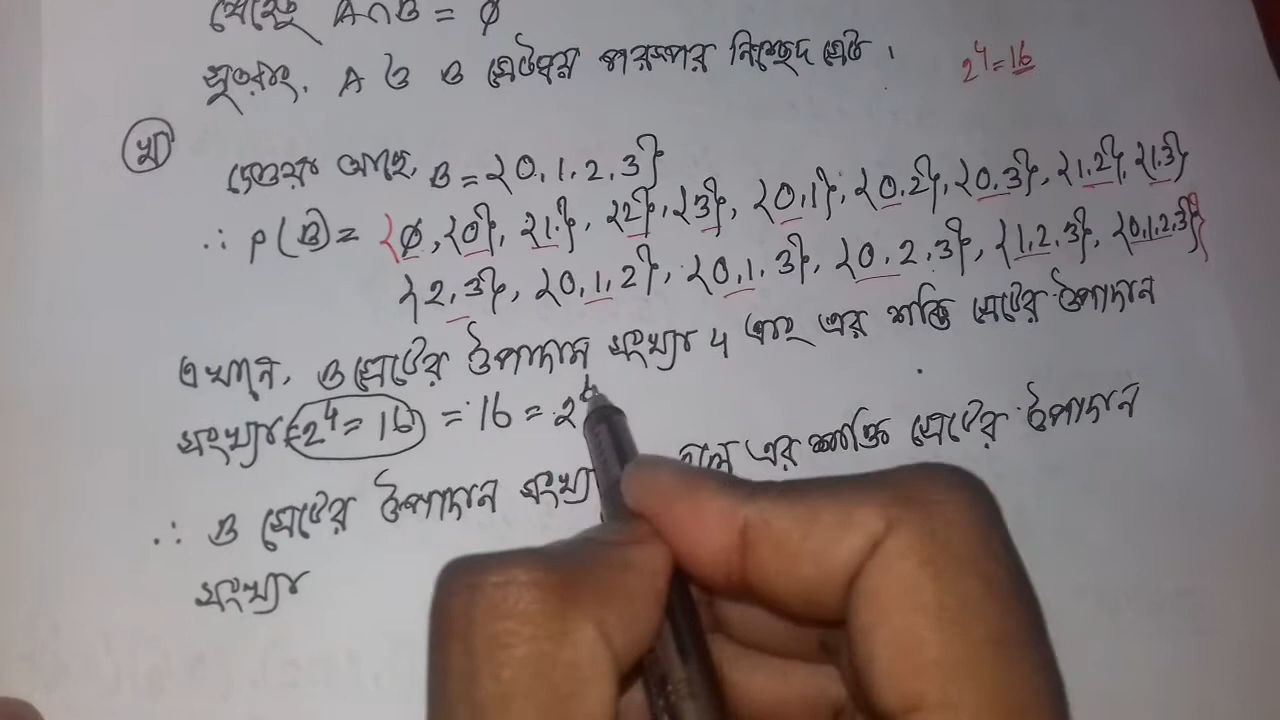 যেহেতু A∩B = ∅
সুতরাং, A ও B সেটদ্বয় পরস্পর নিচ্ছেদ সেট।
2⁴=16
খ
দেওয়া আছে, B = {0, 1, 2, 3}
∴ P(B) = {∅, {0}, {1}, {2}, {3}, {0,1}, {0,2}, {0,3}, {1,2}, {1,3}
{2,3}, {0,1,2}, {0,1,3}, {0,2,3}, {1,2,3}, {0,1,2,3}}
এখানে, B সেটের উপাদান সংখ্যা 4 এবং এর শক্তি সেটের উপাদান
সংখ্যা (2⁴ = 16) = 16 = 2
∴ B সেটের উপাদান সংখ্যা হলে এর শক্তি সেটের উপাদান
সংখ্যা